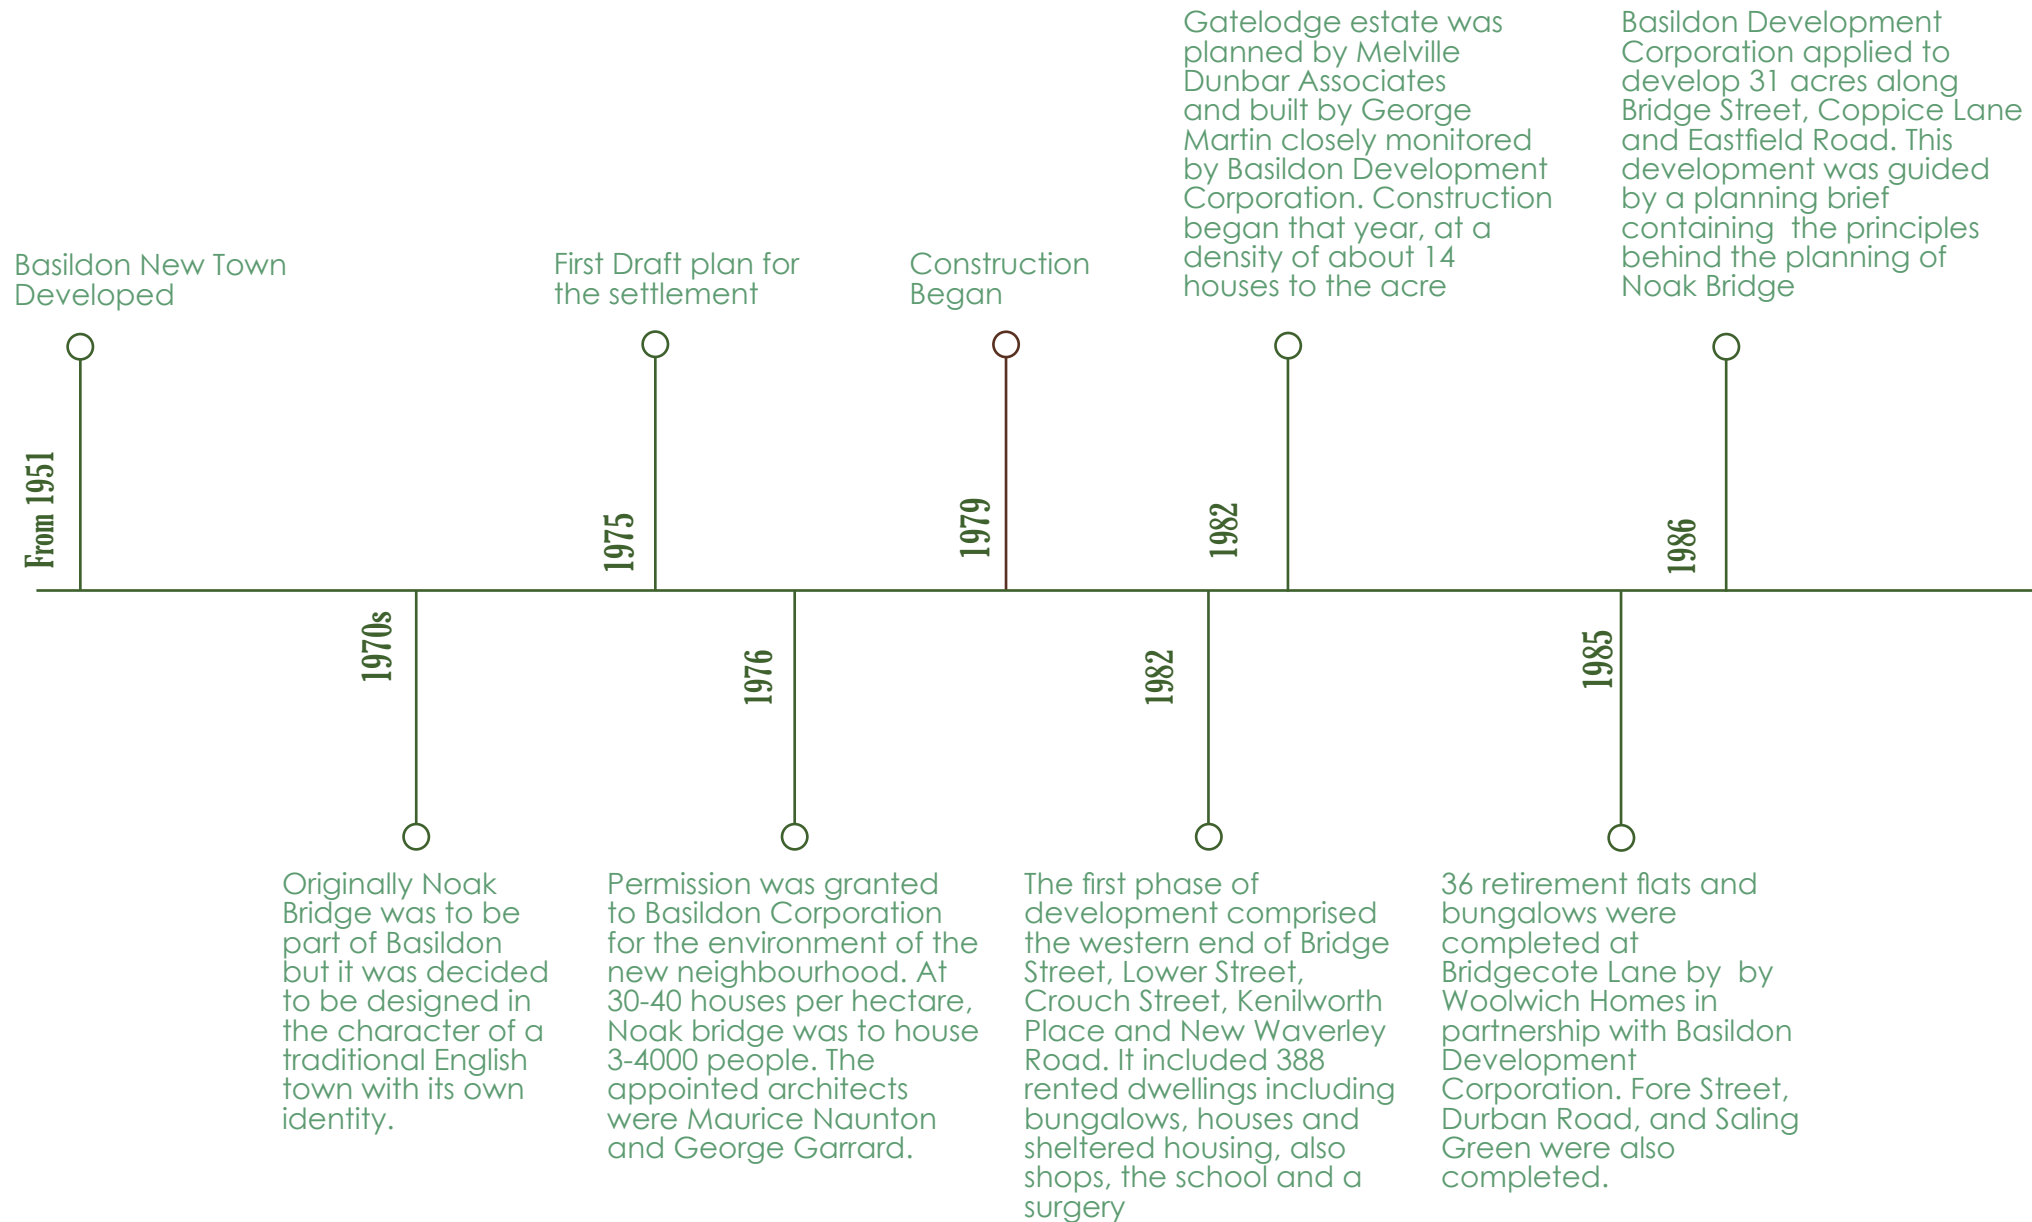 Basildon New Town
Developed
From 1951
1970s
Originally Noak
Bridge was to be
part of Basildon
but it was decided
to be designed in
the character of a
traditional English
town with its own
identity.
First Draft plan for
the settlement
1975
1976
Permission was granted
to Basildon Corporation
for the environment of the
new neighbourhood. At
30-40 houses per hectare,
Noak bridge was to house
3-4000 people. The
appointed architects
were Maurice Naunton
and George Garrard.
Construction
Began
1979
1982
The first phase of
development comprised
the western end of Bridge
Street, Lower Street,
Crouch Street, Kenilworth
Place and New Waverley
Road. It included 388
rented dwellings including
bungalows, houses and
sheltered housing, also
shops, the school and a
surgery
Gatelodge estate was
planned by Melville
Dunbar Associates
and built by George
Martin closely monitored
by Basildon Development
Corporation. Construction
began that year, at a
density of about 14
houses to the acre
1982
1985
36 retirement flats and
bungalows were
completed at
Bridgecote Lane by  by
Woolwich Homes in
partnership with Basildon
Development
Corporation. Fore Street,
Durban Road, and Saling
Green were also
completed.
Basildon Development
Corporation applied to
develop 31 acres along
Bridge Street, Coppice Lane
and Eastfield Road. This
development was guided
by a planning brief
containing  the principles
behind the planning of
Noak Bridge
1986